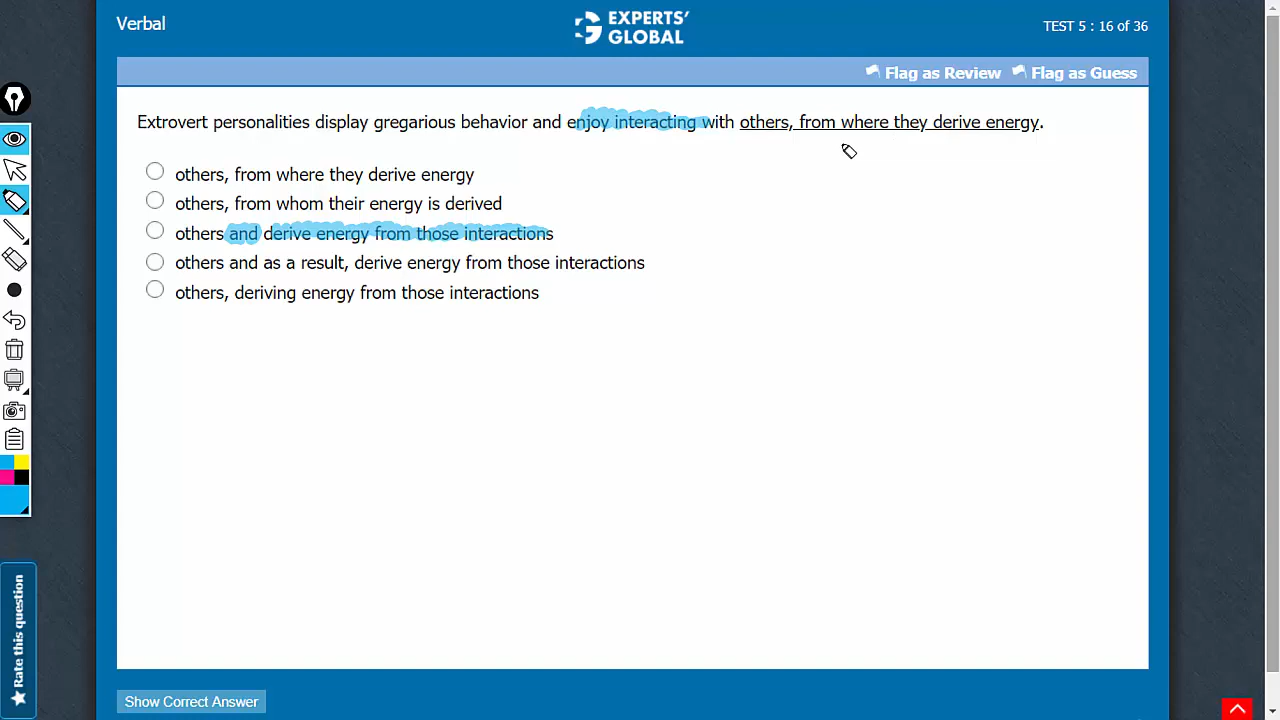 Verbal
EXPERTS’
GLOBAL
TEST 5 : 16 of 36
Flag as Review Flag as Guess
Extrovert personalities display gregarious behavior and enjoy interacting with others, from where they derive energy.
others, from where they derive energy
others, from whom their energy is derived
others and derive energy from those interactions
others and as a result, derive energy from those interactions
others, deriving energy from those interactions
Rate this question
Show Correct Answer